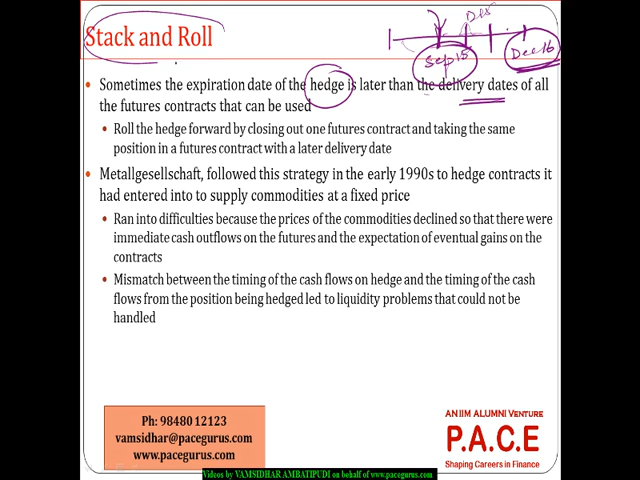 Stack and Roll
Dec15
Sep15
Dec16
Sometimes the expiration date of the hedge is later than the delivery dates of all
the futures contracts that can be used
Roll the hedge forward by closing out one futures contract and taking the same
position in a futures contract with a later delivery date
Metallgesellschaft, followed this strategy in the early 1990s to hedge contracts it
had entered into to supply commodities at a fixed price
Ran into difficulties because the prices of the commodities declined so that there were
immediate cash outflows on the futures and the expectation of eventual gains on the
contracts
Mismatch between the timing of the cash flows on hedge and the timing of the cash
flows from the position being hedged led to liquidity problems that could not be
handled
Ph: 98480 12123
vamsidhar@pacegurus.com
www.pacegurus.com
AN IIM ALUMNI VENTURE
P.A.C.E
Shaping Careers in Finance
Videos by VAMSIDHAR AMBATIPUDI on behalf of www.pacegurus.com